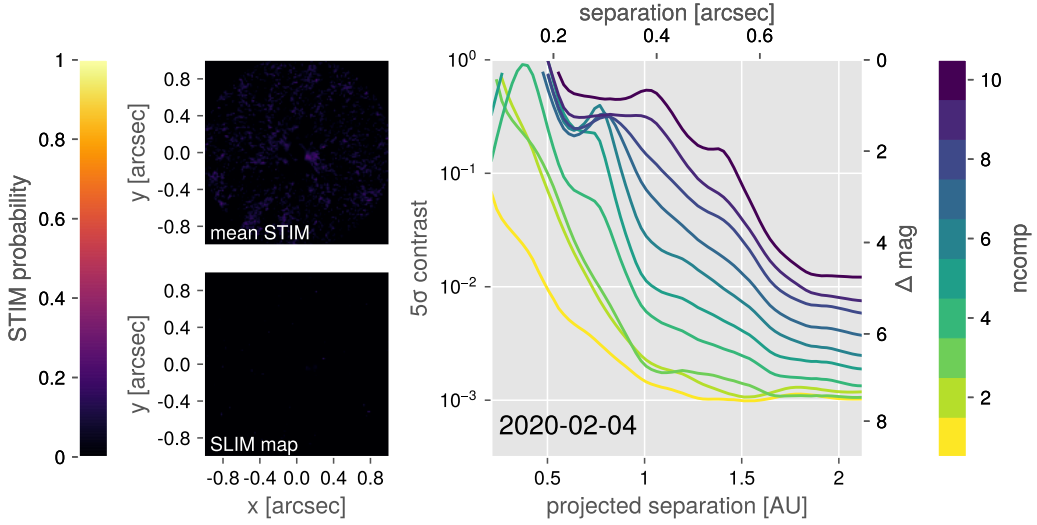 STIM probability
1
0.8
0.6
0.4
0.2
0
y [arcsec]
0.8
0.4
0.0
-0.4
-0.8
mean STIM
y [arcsec]
0.8
0.4
0.0
-0.4
-0.8
SLIM map
-0.8 -0.4 0.0 0.4 0.8
x [arcsec]
separation [arcsec]
0.2 0.4 0.6
5σ contrast
10⁰
10⁻¹
10⁻²
10⁻³
2020-02-04
0.5 1 1.5 2
projected separation [AU]
0
2
4
6
8
Δ mag
10
8
6
4
2
ncomp